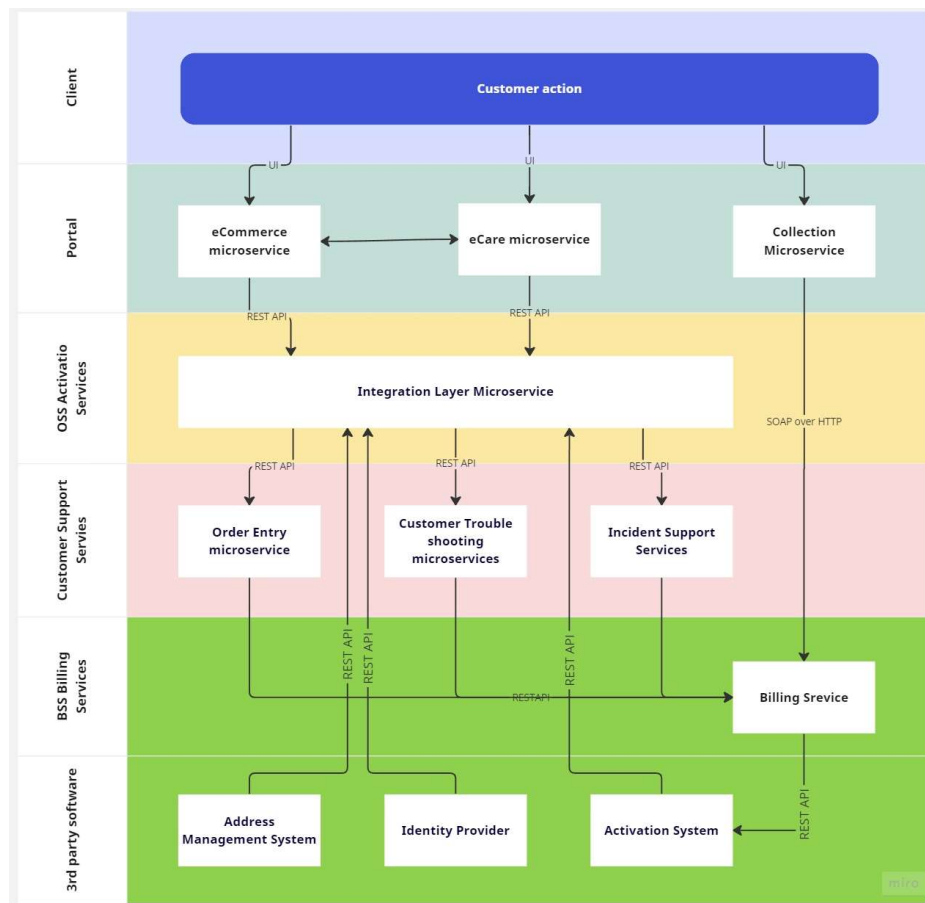 Client
Customer action
UI
UI
UI
Portal
eCommerce
microservice
eCare microservice
Collection
Microservice
REST API
REST API
OSS Activatio
Services
Integration Layer Microservice
SOAP over HTTP
REST API
REST API
REST API
Customer Support
Servies
Order Entry
microservice
Customer Trouble
shooting
microservices
Incident Support
Services
BSS Billing
Services
REST API
REST API
REST API
RESTAPI
Billing Srevice
3rd party software
Address
Management System
Identity Provider
Activation System
REST API
miro